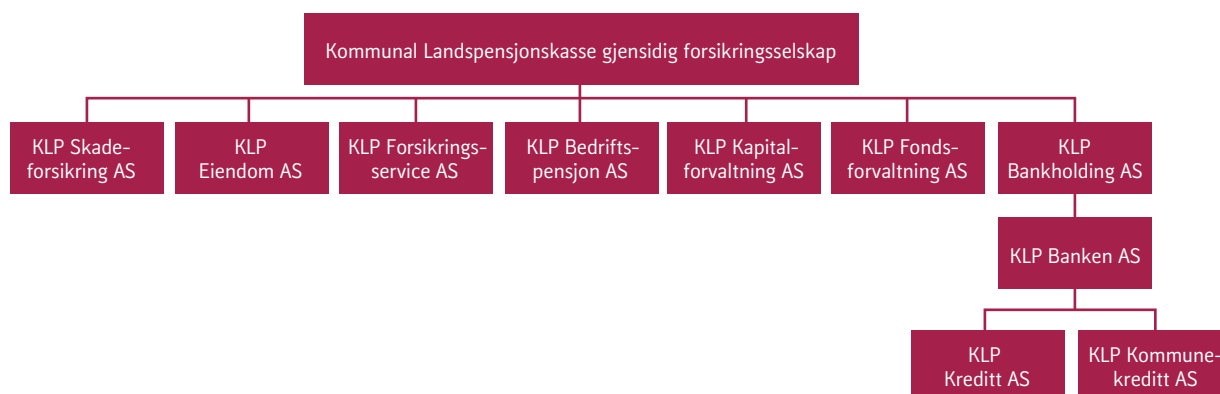 Kommunal Landspensjonskasse gjensidig forsikringsselskap
KLP Skade-
forsikring AS
KLP
Eiendom AS
KLP Forsikrings-
service AS
KLP Bedrifts-
pensjon AS
KLP Kapital-
forvaltning AS
KLP Fonds-
forvaltning AS
KLP
Bankholding AS
KLP Banken AS
KLP
Kreditt AS
KLP Kommune-
kreditt AS